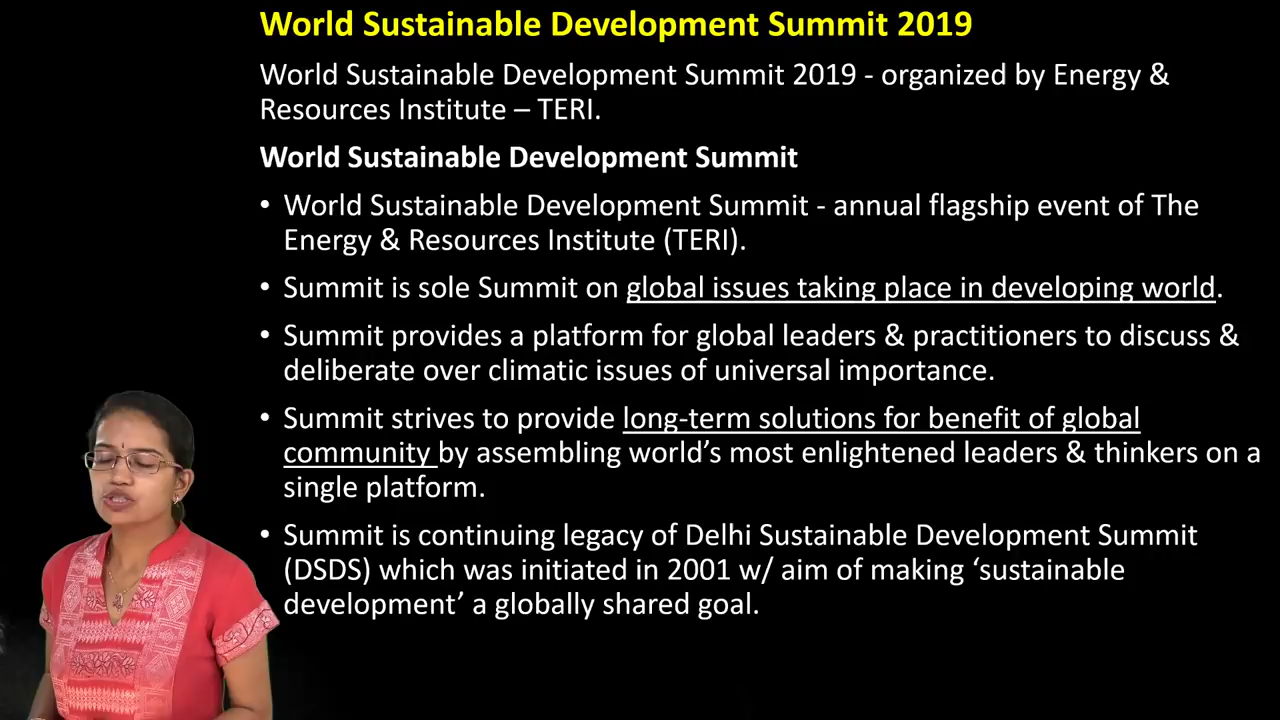 World Sustainable Development Summit 2019
World Sustainable Development Summit 2019 - organized by Energy &
Resources Institute – TERI.
World Sustainable Development Summit
• World Sustainable Development Summit - annual flagship event of The
Energy & Resources Institute (TERI).
• Summit is sole Summit on global issues taking place in developing world.
• Summit provides a platform for global leaders & practitioners to discuss &
deliberate over climatic issues of universal importance.
• Summit strives to provide long-term solutions for benefit of global
community by assembling world’s most enlightened leaders & thinkers on a
single platform.
• Summit is continuing legacy of Delhi Sustainable Development Summit
(DSDS) which was initiated in 2001 w/ aim of making ‘sustainable
development’ a globally shared goal.